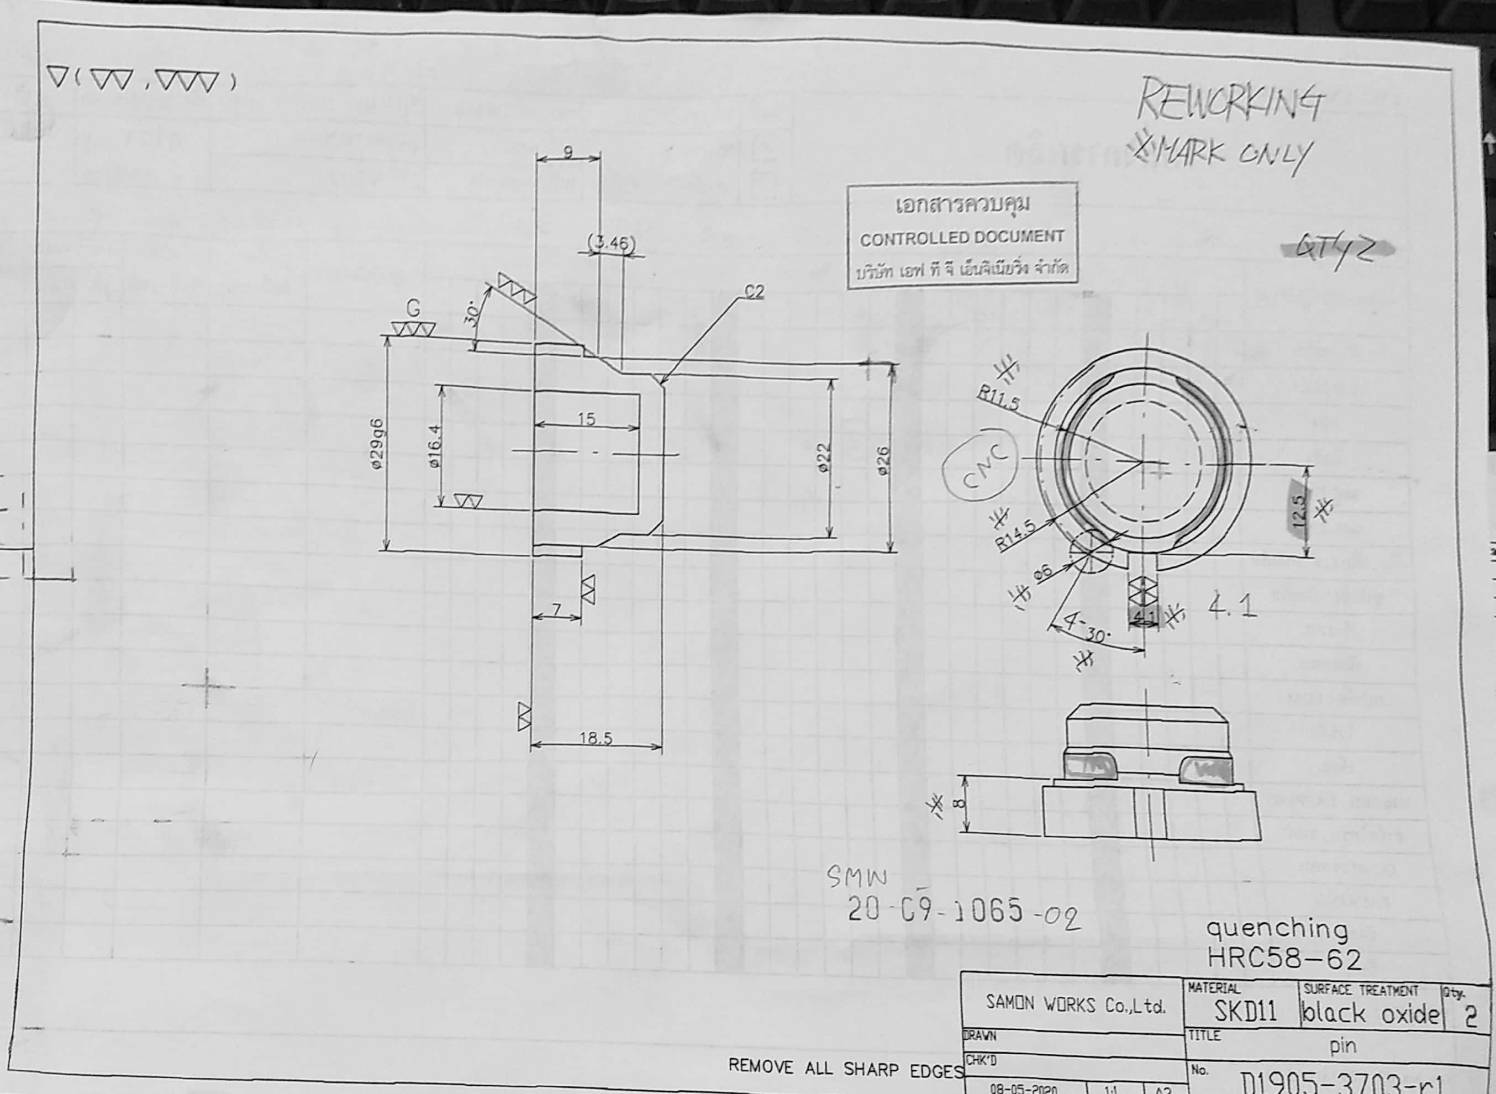 ▽(▽▽,▽▽▽)
REWORKING
※MARK ONLY
QTY 2
เอกสารควบคุม
CONTROLLED DOCUMENT
บริษัท เอฟ ที จี เอ็นจิเนียริ่ง จำกัด
9
(3.46)
C2
30°
G
▽▽▽
▽▽▽
ø29g6
ø16.4
15
▽▽
ø22
ø26
7
▽▽
▽▽
18.5
※
R11.5
CNC
※
R14.5
※ ø6
4-30°
※
12.5 ※
▽▽
4.1 ※
4.1
※ 8
SMW
20-09-1065-02
quenching
HRC58-62
SAMON WORKS Co.,Ltd.
MATERIAL
SKD11
SURFACE TREATMENT
black oxide
Qty.
2
DRAWN
TITLE
pin
CHK'D
No.
D1905-3703-r1
08-05-2020
1:1
A3
REMOVE ALL SHARP EDGES